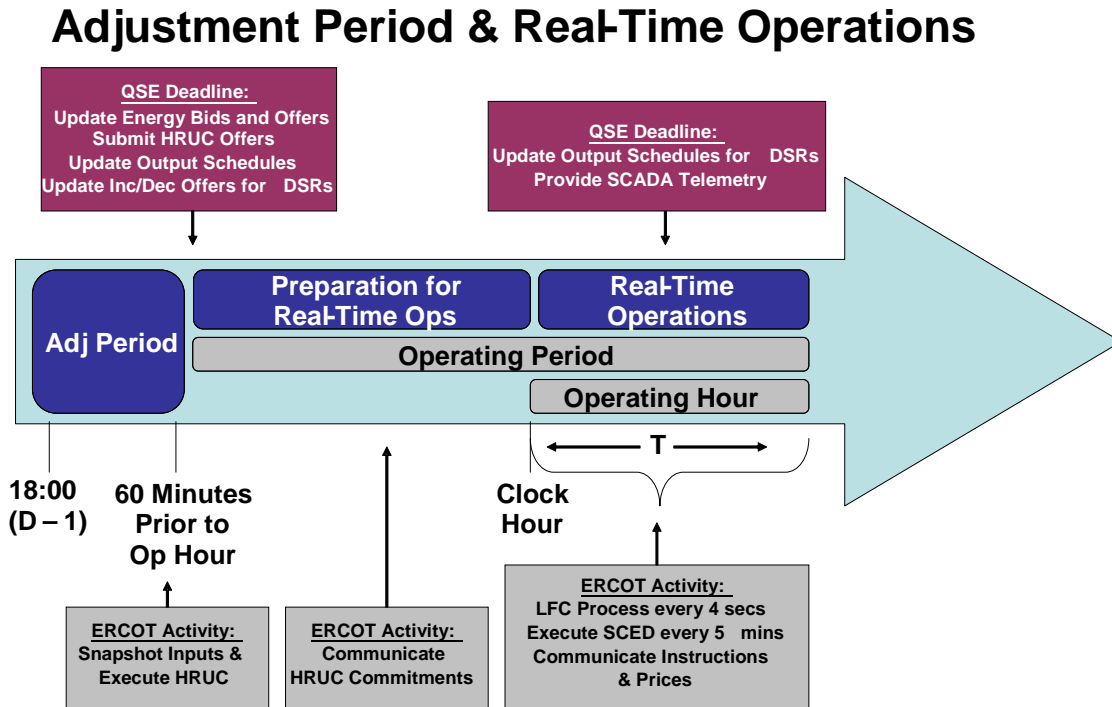 Adjustment Period & Real-Time Operations
QSE Deadline:
Update Energy Bids and Offers
Submit HRUC Offers
Update Output Schedules
Update Inc/Dec Offers for DSRs
QSE Deadline:
Update Output Schedules for DSRs
Provide SCADA Telemetry
Adj Period
Preparation for
Real-Time Ops
Real-Time
Operations
Operating Period
Operating Hour
T
18:00
(D – 1)
60 Minutes
Prior to
Op Hour
Clock
Hour
ERCOT Activity:
Snapshot Inputs &
Execute HRUC
ERCOT Activity:
Communicate
HRUC Commitments
ERCOT Activity:
LFC Process every 4 secs
Execute SCED every 5 mins
Communicate Instructions
& Prices